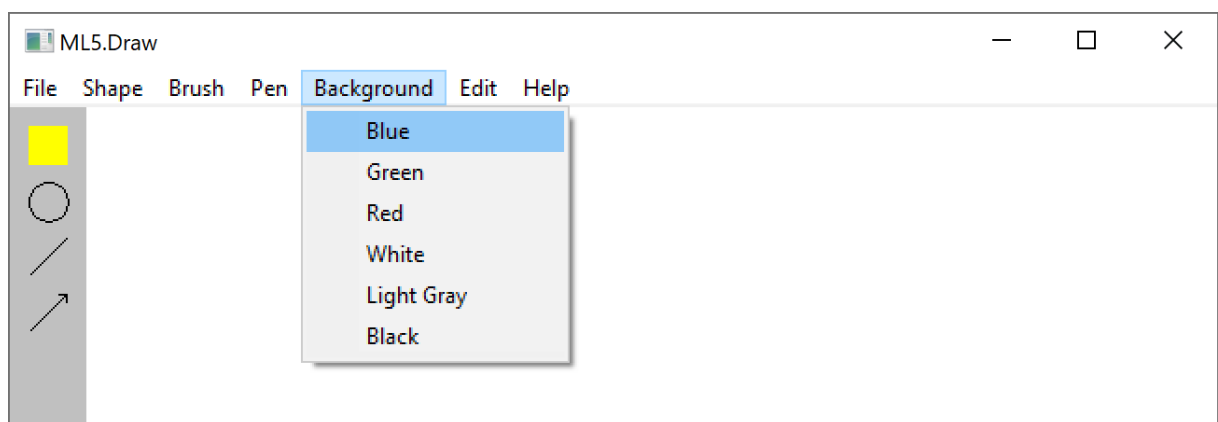 ML5.Draw
File Shape Brush Pen Background Edit Help
Blue
Green
Red
White
Light Gray
Black